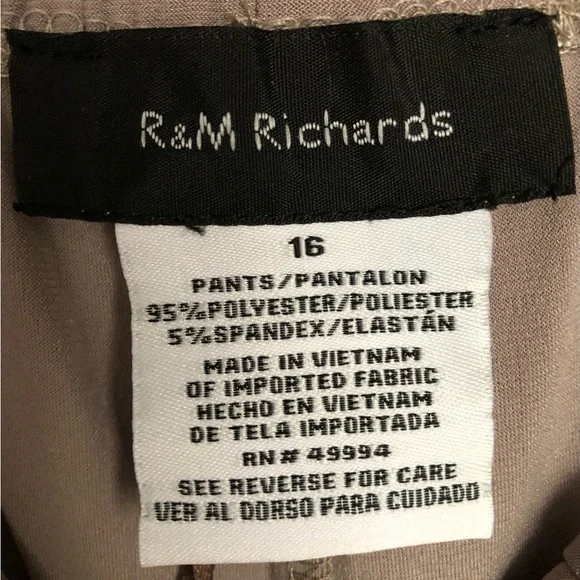 R&M Richards
16
PANTS/PANTALON
95%POLYESTER/POLIESTER
5%SPANDEX/ELASTÁN
MADE IN VIETNAM
OF IMPORTED FABRIC
HECHO EN VIETNAM
DE TELA IMPORTADA
RN# 49994
SEE REVERSE FOR CARE
VER AL DORSO PARA CUIDADO